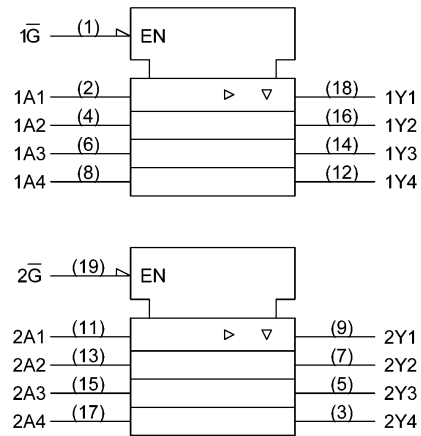 1G̅ (1) EN
1A1 (2) (18) 1Y1
1A2 (4) (16) 1Y2
1A3 (6) (14) 1Y3
1A4 (8) (12) 1Y4
2G̅ (19) EN
2A1 (11) (9) 2Y1
2A2 (13) (7) 2Y2
2A3 (15) (5) 2Y3
2A4 (17) (3) 2Y4